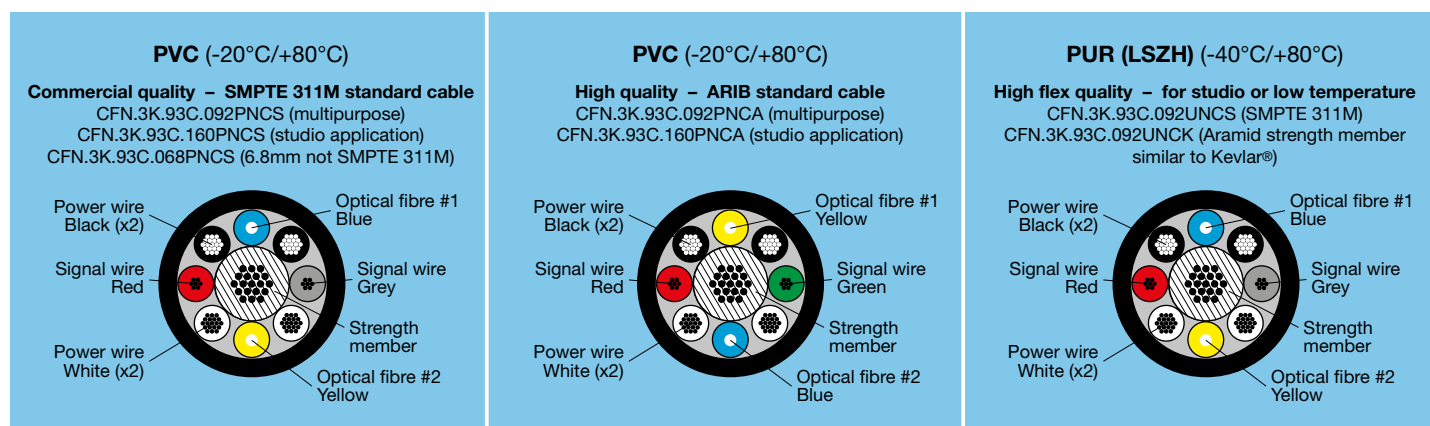 PVC (-20°C/+80°C)
Commercial quality – SMPTE 311M standard cable
CFN.3K.93C.092PNCS (multipurpose)
CFN.3K.93C.160PNCS (studio application)
CFN.3K.93C.068PNCS (6.8mm not SMPTE 311M)
Power wire
Black (x2)
Optical fibre #1
Blue
Signal wire
Red
Signal wire
Grey
Strength
member
Power wire
White (x2)
Optical fibre #2
Yellow
PVC (-20°C/+80°C)
High quality – ARIB standard cable
CFN.3K.93C.092PNCA (multipurpose)
CFN.3K.93C.160PNCA (studio application)
Power wire
Black (x2)
Optical fibre #1
Yellow
Signal wire
Red
Signal wire
Green
Strength
member
Power wire
White (x2)
Optical fibre #2
Blue
PUR (LSZH) (-40°C/+80°C)
High flex quality – for studio or low temperature
CFN.3K.93C.092UNCS (SMPTE 311M)
CFN.3K.93C.092UNCK (Aramid strength member
similar to Kevlar®)
Power wire
Black (x2)
Optical fibre #1
Blue
Signal wire
Red
Signal wire
Grey
Strength
member
Power wire
White (x2)
Optical fibre #2
Yellow